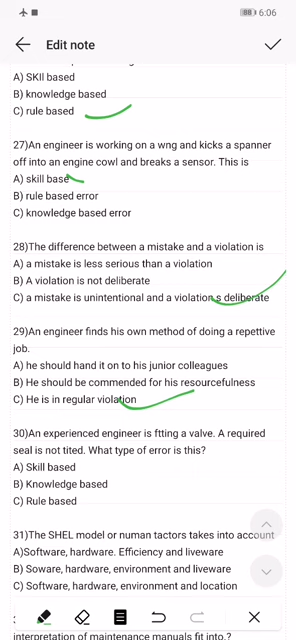 88 6:06
Edit note
A) SKIl based
B) knowledge based
C) rule based
27)An engineer is working on a wng and kicks a spanner
off into an engine cowl and breaks a sensor. This is
A) skill base
B) rule based error
C) knowledge based error
28)The difference between a mistake and a violation is
A) a mistake is less serious than a violation
B) A violation is not deliberate
C) a mistake is unintentional and a violation s deliberate
29)An engineer finds his own method of doing a repettive
job.
A) he should hand it on to his junior colleagues
B) He should be commended for his resourcefulness
C) He is in regular violation
30)An experienced engineer is ftting a valve. A required
seal is not tited. What type of error is this?
A) Skill based
B) Knowledge based
C) Rule based
31)The SHEL model or numan tactors takes into account
A)Software, hardware. Efficiency and liveware
B) Soware, hardware, environment and liveware
C) Software, hardware, environment and location
interpretation of maintenance manuals fit into.?